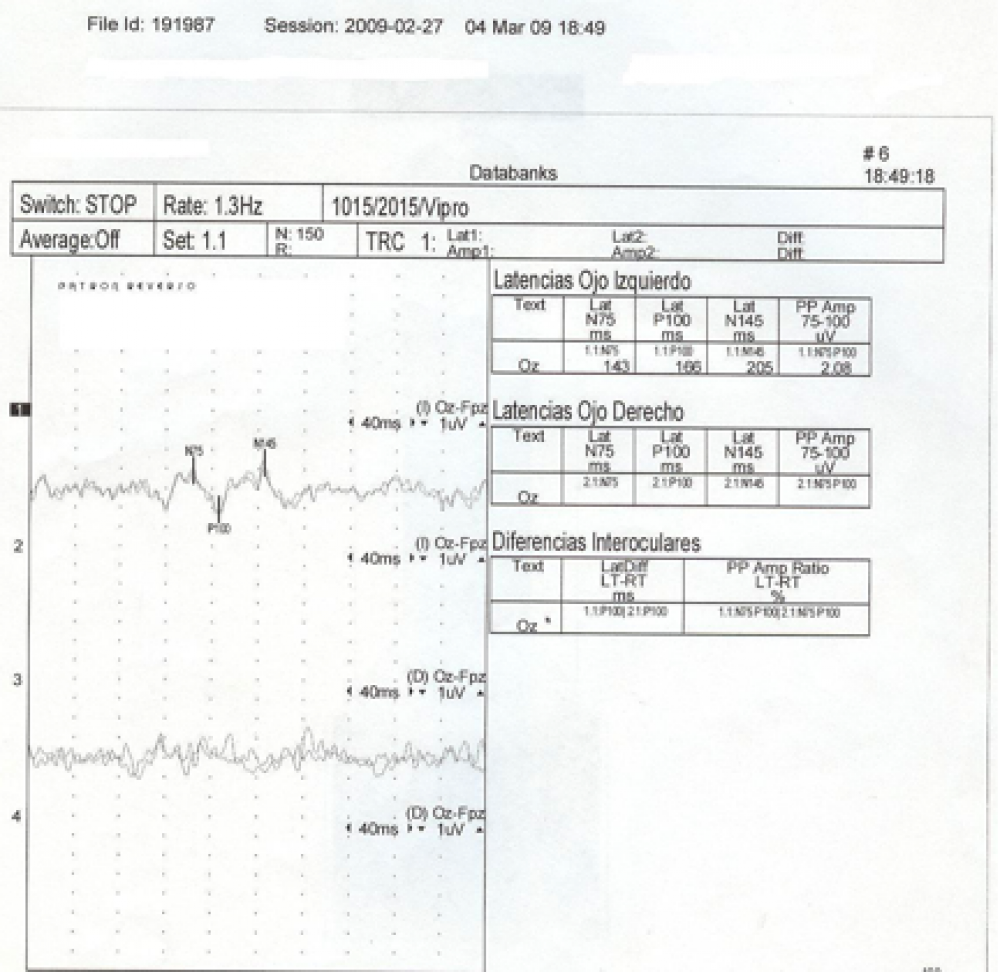 File Id: 191987 Session: 2009-02-27 04 Mar 09 18:49
# 6
Databanks 18:49:18
Switch: STOP Rate: 1.3Hz 1015/2015/Vipro
Average:Off Set: 1.1 N: 150 R: TRC 1: Lat1: Amp1: Lat2: Amp2: Diff: Diff:
PATRON REVERSO
Latencias Ojo Izquierdo
Text Lat N75 ms Lat P100 ms Lat N145 ms PP Amp 75-100 uV
1.1:N75 1.1:P100 1.1:N145 1.1:N75 P100
Oz 143 166 205 2.08
1
(I) Oz-Fpz
40ms 1uV
N75
N145
P100
Latencias Ojo Derecho
Text Lat N75 ms Lat P100 ms Lat N145 ms PP Amp 75-100 uV
2.1:N75 2.1:P100 2.1:N145 2.1:N75 P100
Oz
2
(I) Oz-Fpz
40ms 1uV
Diferencias Interoculares
Text LatDiff LT-RT ms PP Amp Ratio LT-RT %
1.1:P100| 2.1:P100 1.1:N75 P100| 2.1:N75 P100
Oz *
3
(D) Oz-Fpz
40ms 1uV
4
(D) Oz-Fpz
40ms 1uV